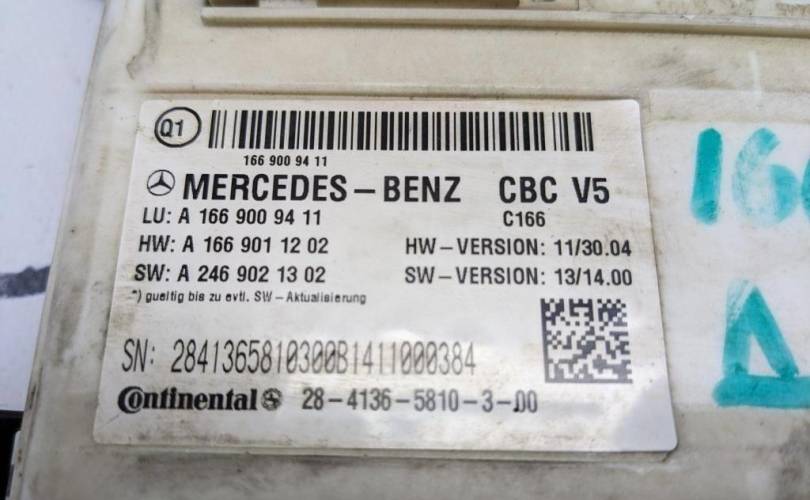 Q1
166 900 94 11
MERCEDES-BENZ CBC V5
LU: A 166 900 94 11 C166
HW: A 166 901 12 02 HW-VERSION: 11/30.04
SW: A 246 902 13 02 SW-VERSION: 13/14.00
*) gueltig bis zu evtl. SW-Aktualisierung
SN: 2841365810300B1411000384
Continental 28-4136-5810-3-00